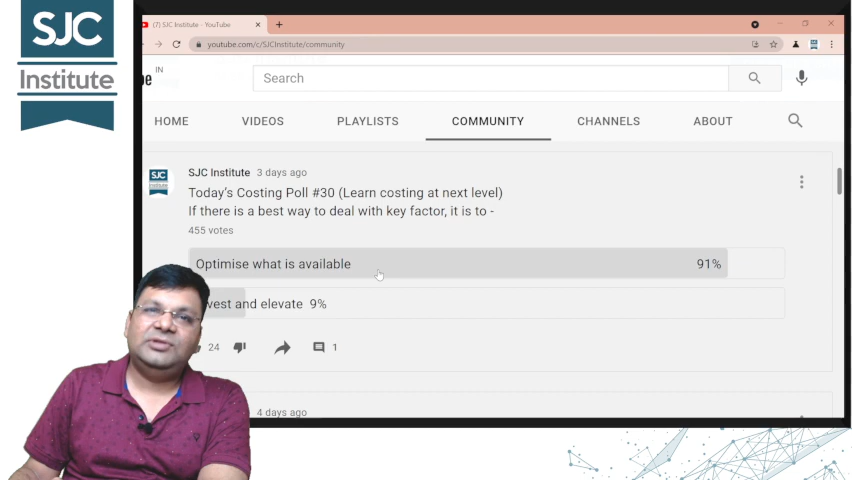 SJC
Institute
(7) SJC Institute - YouTube
youtube.com/c/SJCInstitute/community
be
IN
Search
HOME
VIDEOS
PLAYLISTS
COMMUNITY
CHANNELS
ABOUT
SJC
Institute
SJC Institute 3 days ago
Today's Costing Poll #30 (Learn costing at next level)
If there is a best way to deal with key factor, it is to -
455 votes
Optimise what is available 91%
vest and elevate 9%
24
1
4 days ago